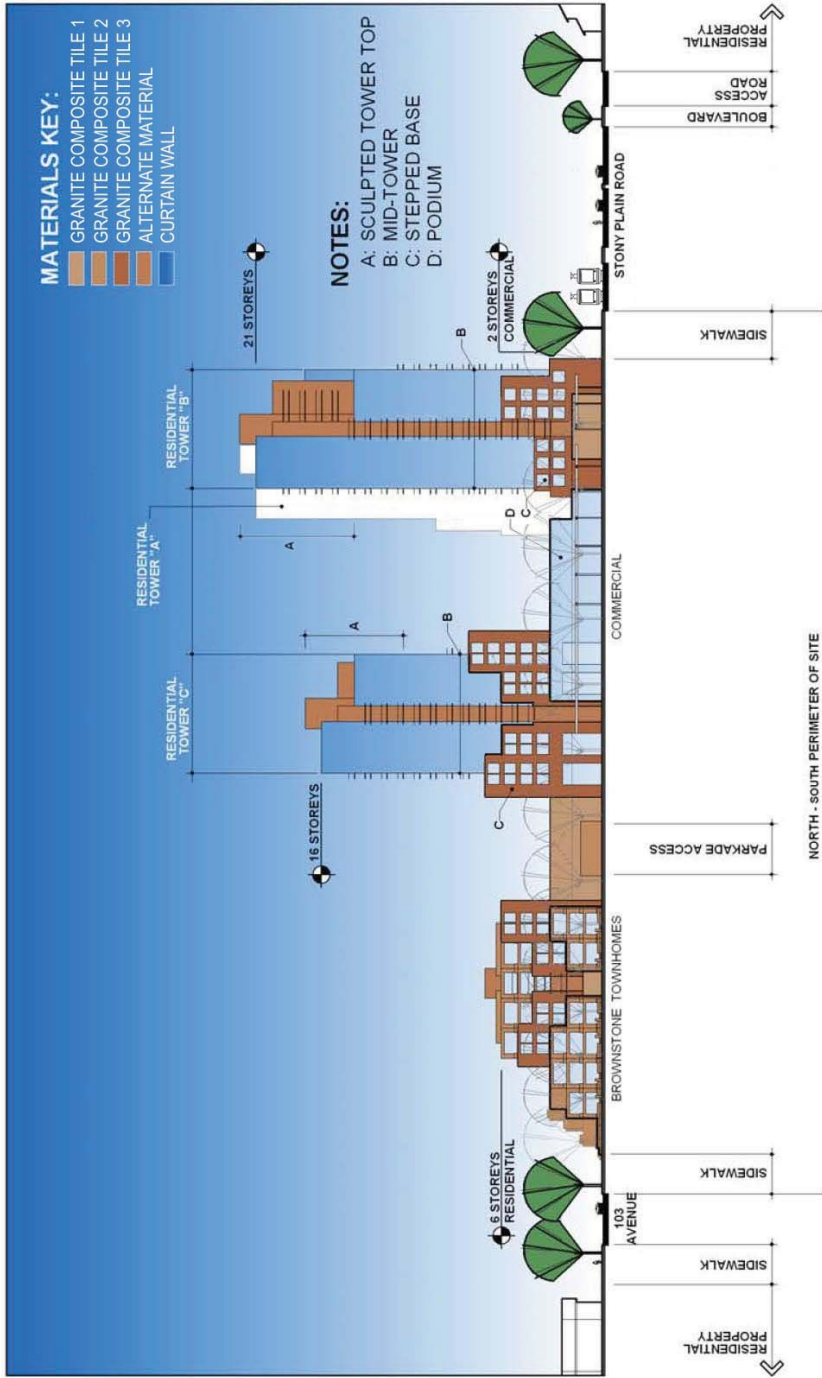 MATERIALS KEY:
GRANITE COMPOSITE TILE 1
GRANITE COMPOSITE TILE 2
GRANITE COMPOSITE TILE 3
ALTERNATE MATERIAL
CURTAIN WALL
NOTES:
A: SCULPTED TOWER TOP
B: MID-TOWER
C: STEPPED BASE
D: PODIUM
RESIDENTIAL
TOWER "C"
RESIDENTIAL
TOWER "A"
RESIDENTIAL
TOWER "B"
21 STOREYS
16 STOREYS
2 STOREYS
COMMERCIAL
6 STOREYS
RESIDENTIAL
A
A
B
B
C
C
D
103
AVENUE
BROWNSTONE TOWNHOMES
COMMERCIAL
STONY PLAIN ROAD
RESIDENTIAL
PROPERTY
SIDEWALK
SIDEWALK
PARKADE ACCESS
SIDEWALK
BOULEVARD
ACCESS
ROAD
RESIDENTIAL
PROPERTY
NORTH - SOUTH PERIMETER OF SITE